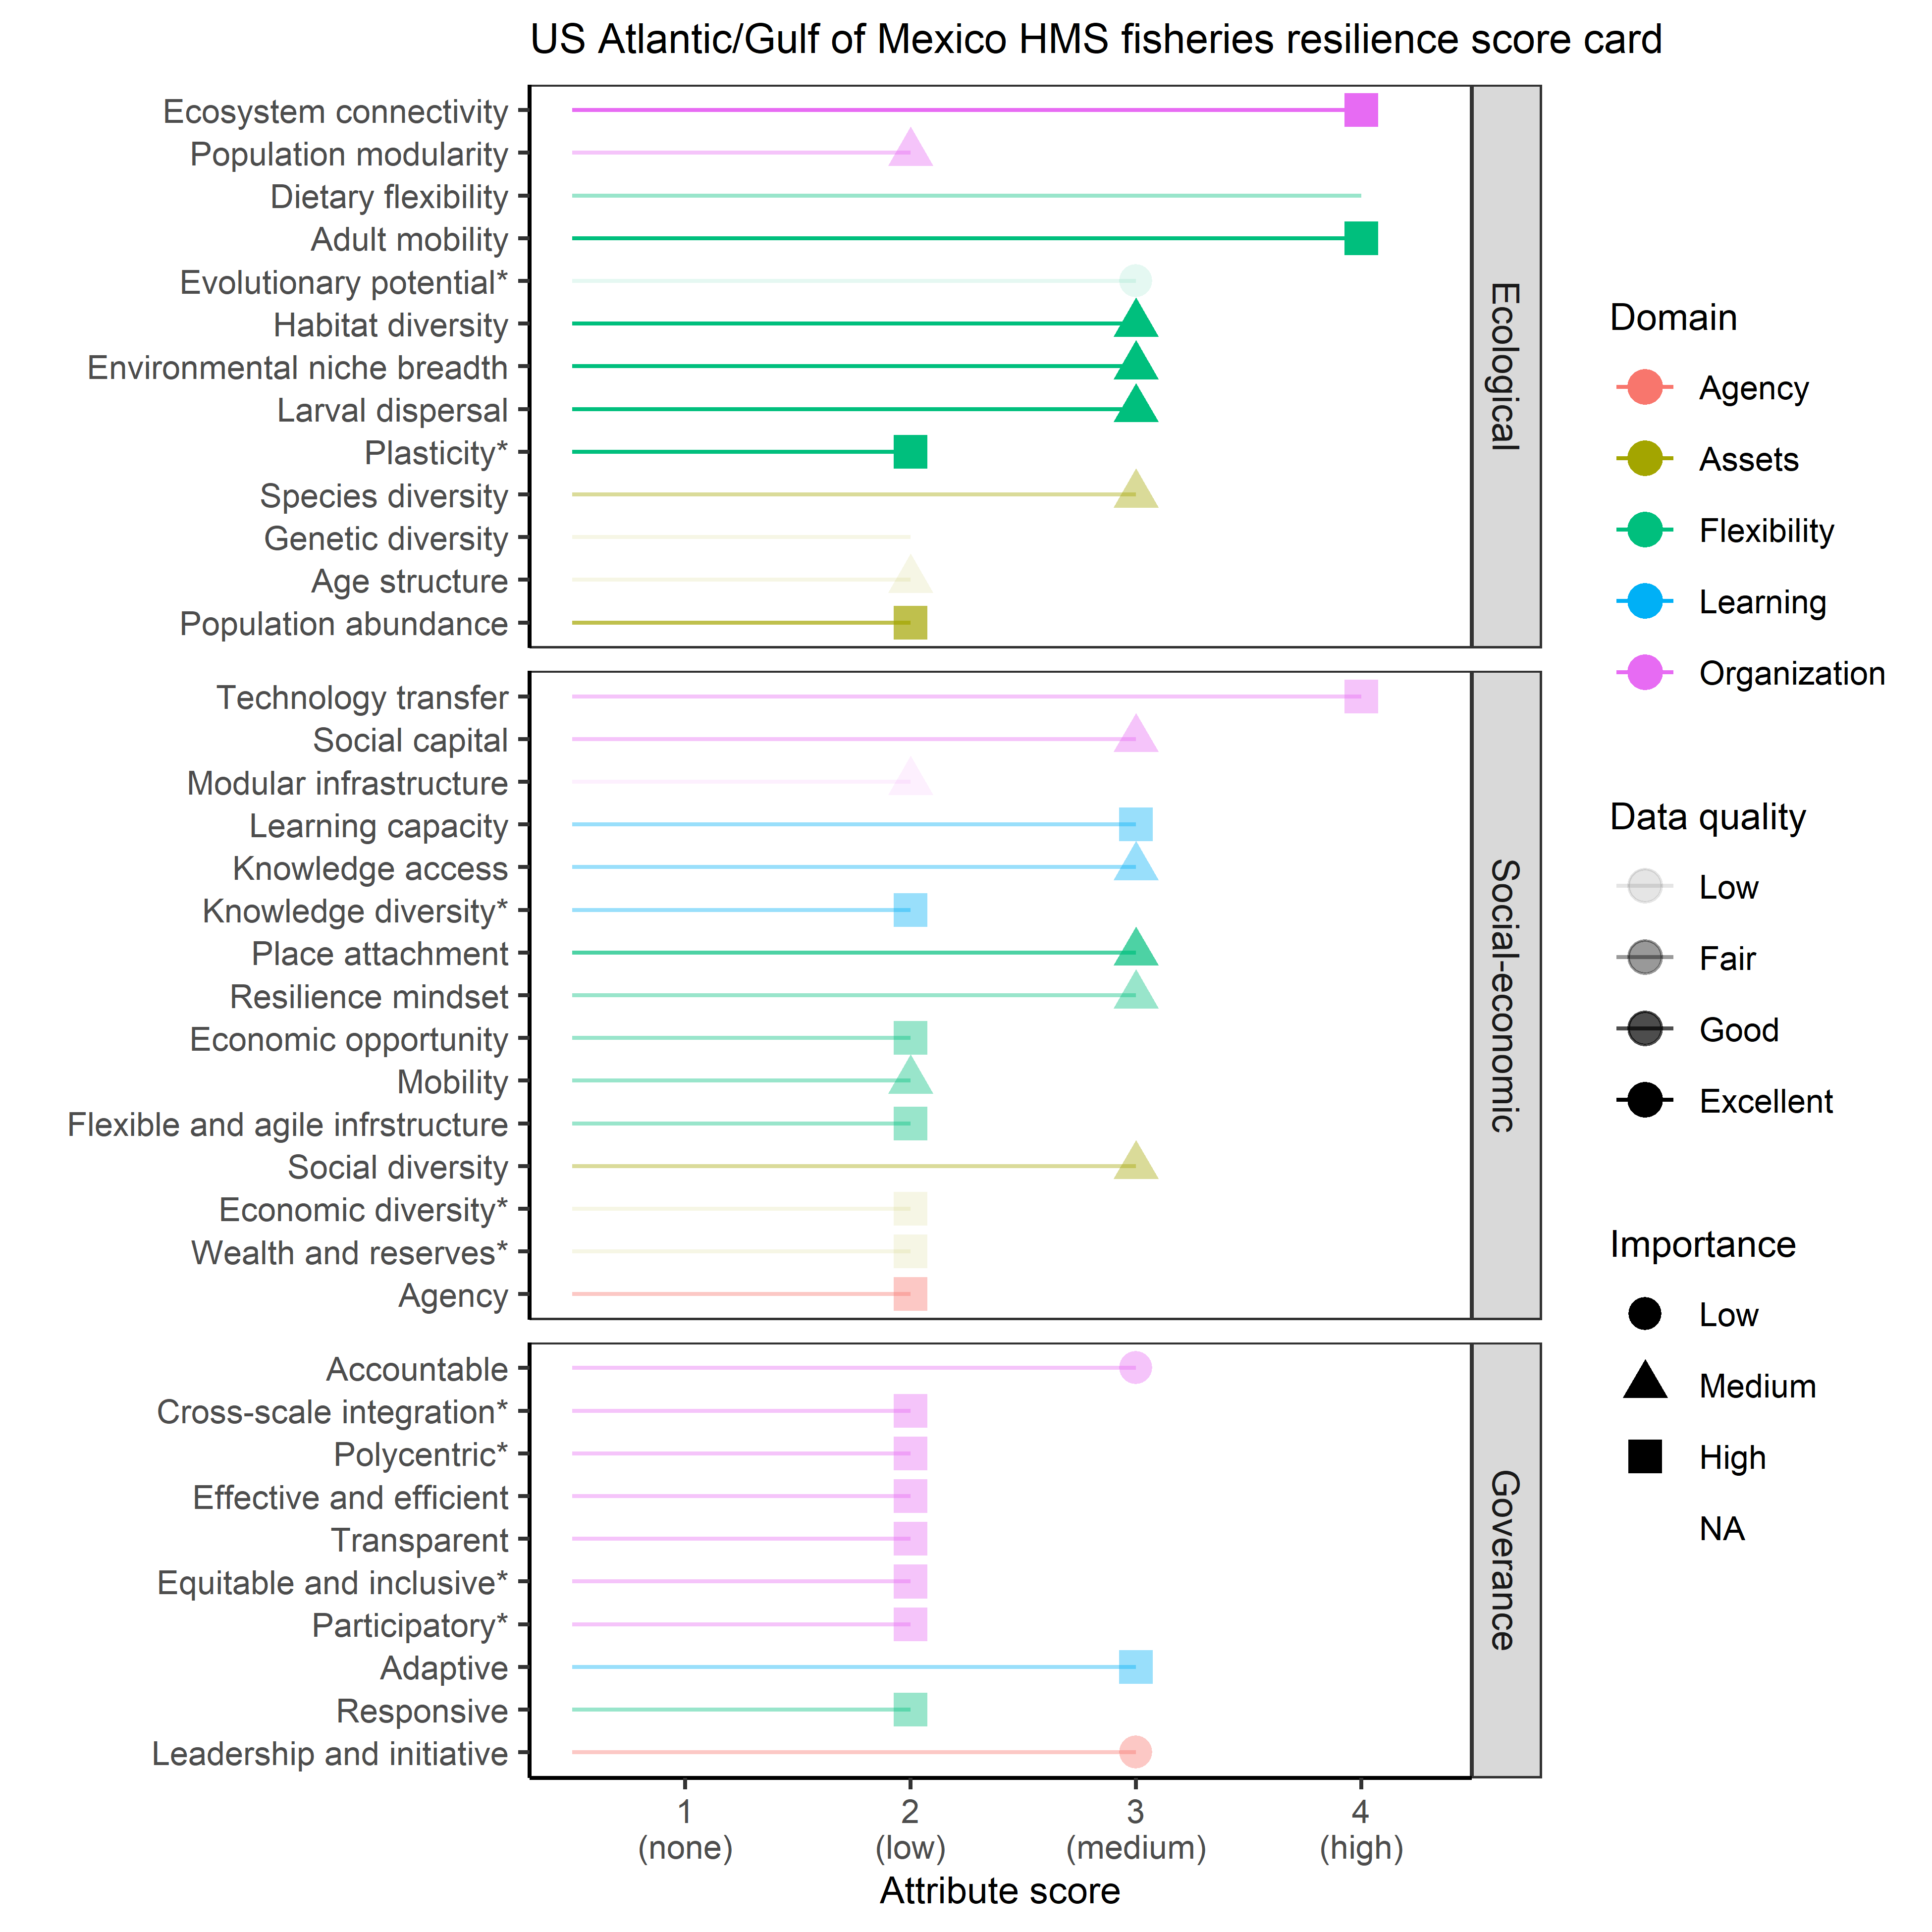 US Atlantic/Gulf of Mexico HMS fisheries resilience score card
Ecosystem connectivity
Population modularity
Dietary flexibility
Adult mobility
Evolutionary potential*
Habitat diversity
Environmental niche breadth
Larval dispersal
Plasticity*
Species diversity
Genetic diversity
Age structure
Population abundance
Ecological
Technology transfer
Social capital
Modular infrastructure
Learning capacity
Knowledge access
Knowledge diversity*
Place attachment
Resilience mindset
Economic opportunity
Mobility
Flexible and agile infrstructure
Social diversity
Economic diversity*
Wealth and reserves*
Agency
Social-economic
Accountable
Cross-scale integration*
Polycentric*
Effective and efficient
Transparent
Equitable and inclusive*
Participatory*
Adaptive
Responsive
Leadership and initiative
Goverance
1 2 3 4
(none) (low) (medium) (high)
Attribute score
Domain
Agency
Assets
Flexibility
Learning
Organization
Data quality
Low
Fair
Good
Excellent
Importance
Low
Medium
High
NA